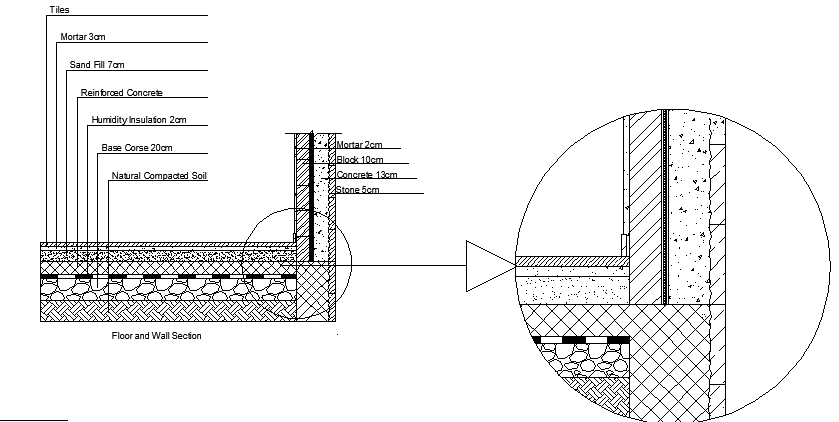 Tiles
Mortar 3cm
Sand Fill 7cm
Reinforced Concrete
Humidity Insulation 2cm
Base Corse 20cm
Natural Compacted Soil
Mortar 2cm
Block 10cm
Concrete 13cm
Stone 5cm
Floor and Wall Section